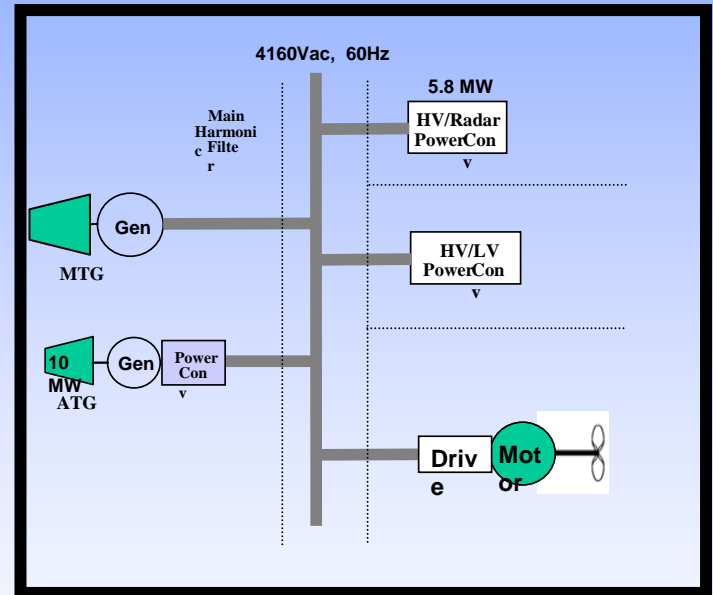 4160Vac, 60Hz
5.8 MW
Main
Harmoni
c Filte
r
HV/Radar
PowerCon
v
Gen
MTG
HV/LV
PowerCon
v
10
MW
ATG
Gen
Power
Con
v
Driv
e
Mot
or